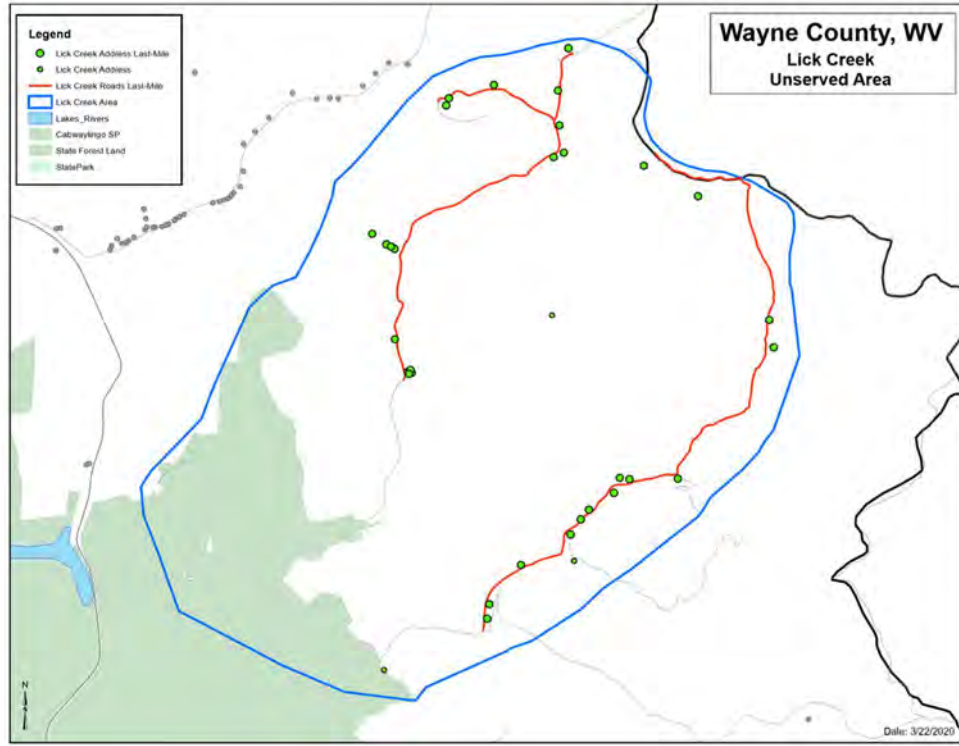 Wayne County, WV
Lick Creek
Unserved Area
Legend
Lick Creek Address Last-Mile
Lick Creek Address
Lick Creek Roads Last-Mile
Lick Creek Area
Lakes_Rivers
Cabwaylingo SP
State Forest Land
StatePark
N
Date: 3/22/2020